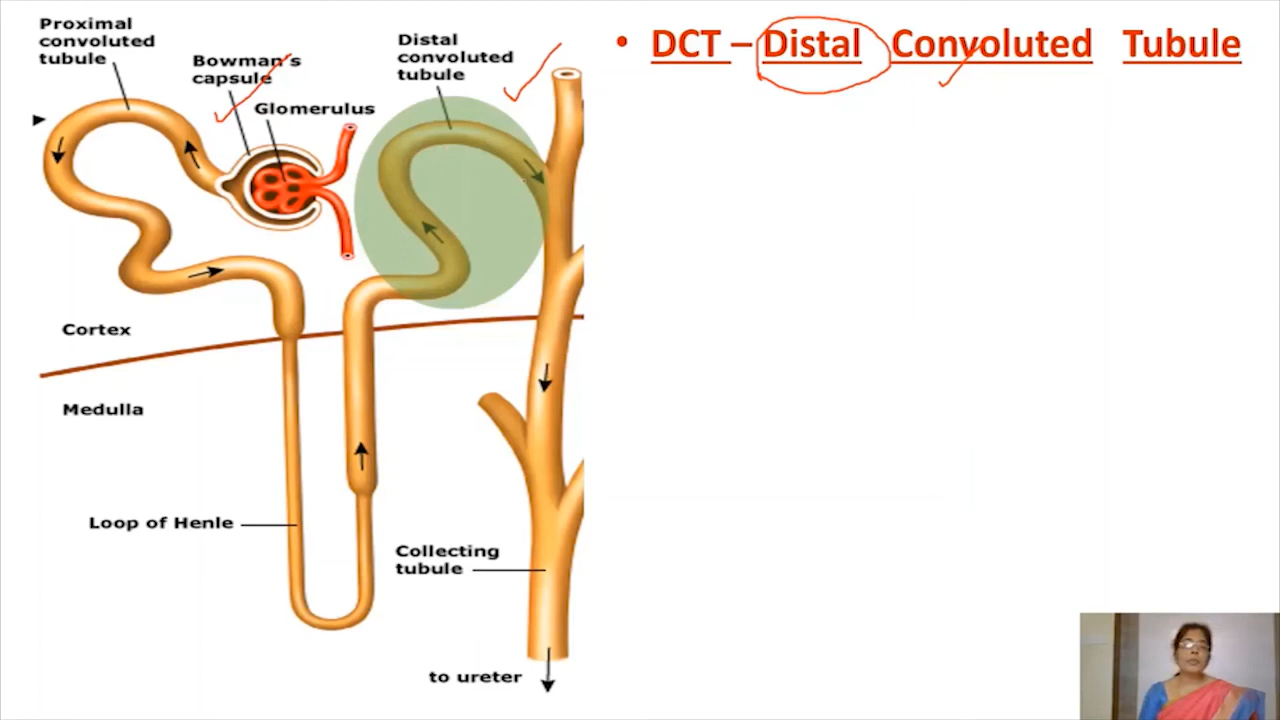 Proximal
convoluted
tubule
Bowman's
capsule
Glomerulus
Distal
convoluted
tubule
• DCT – Distal Convoluted Tubule
Cortex
Medulla
Loop of Henle
Collecting
tubule
to ureter